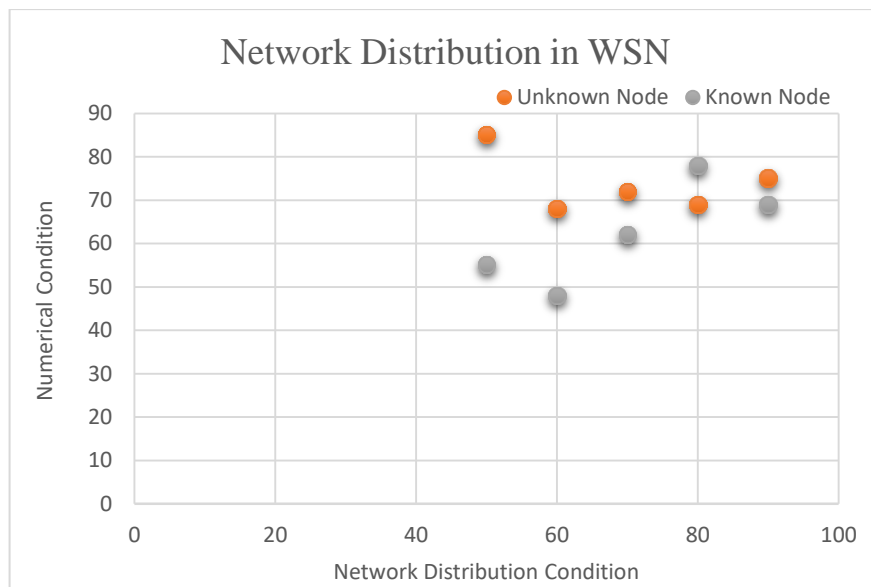 Network Distribution in WSN
Unknown Node Known Node
90
80
70
60
50
40
30
20
10
0
Numerical Condition
0 20 40 60 80 100
Network Distribution Condition